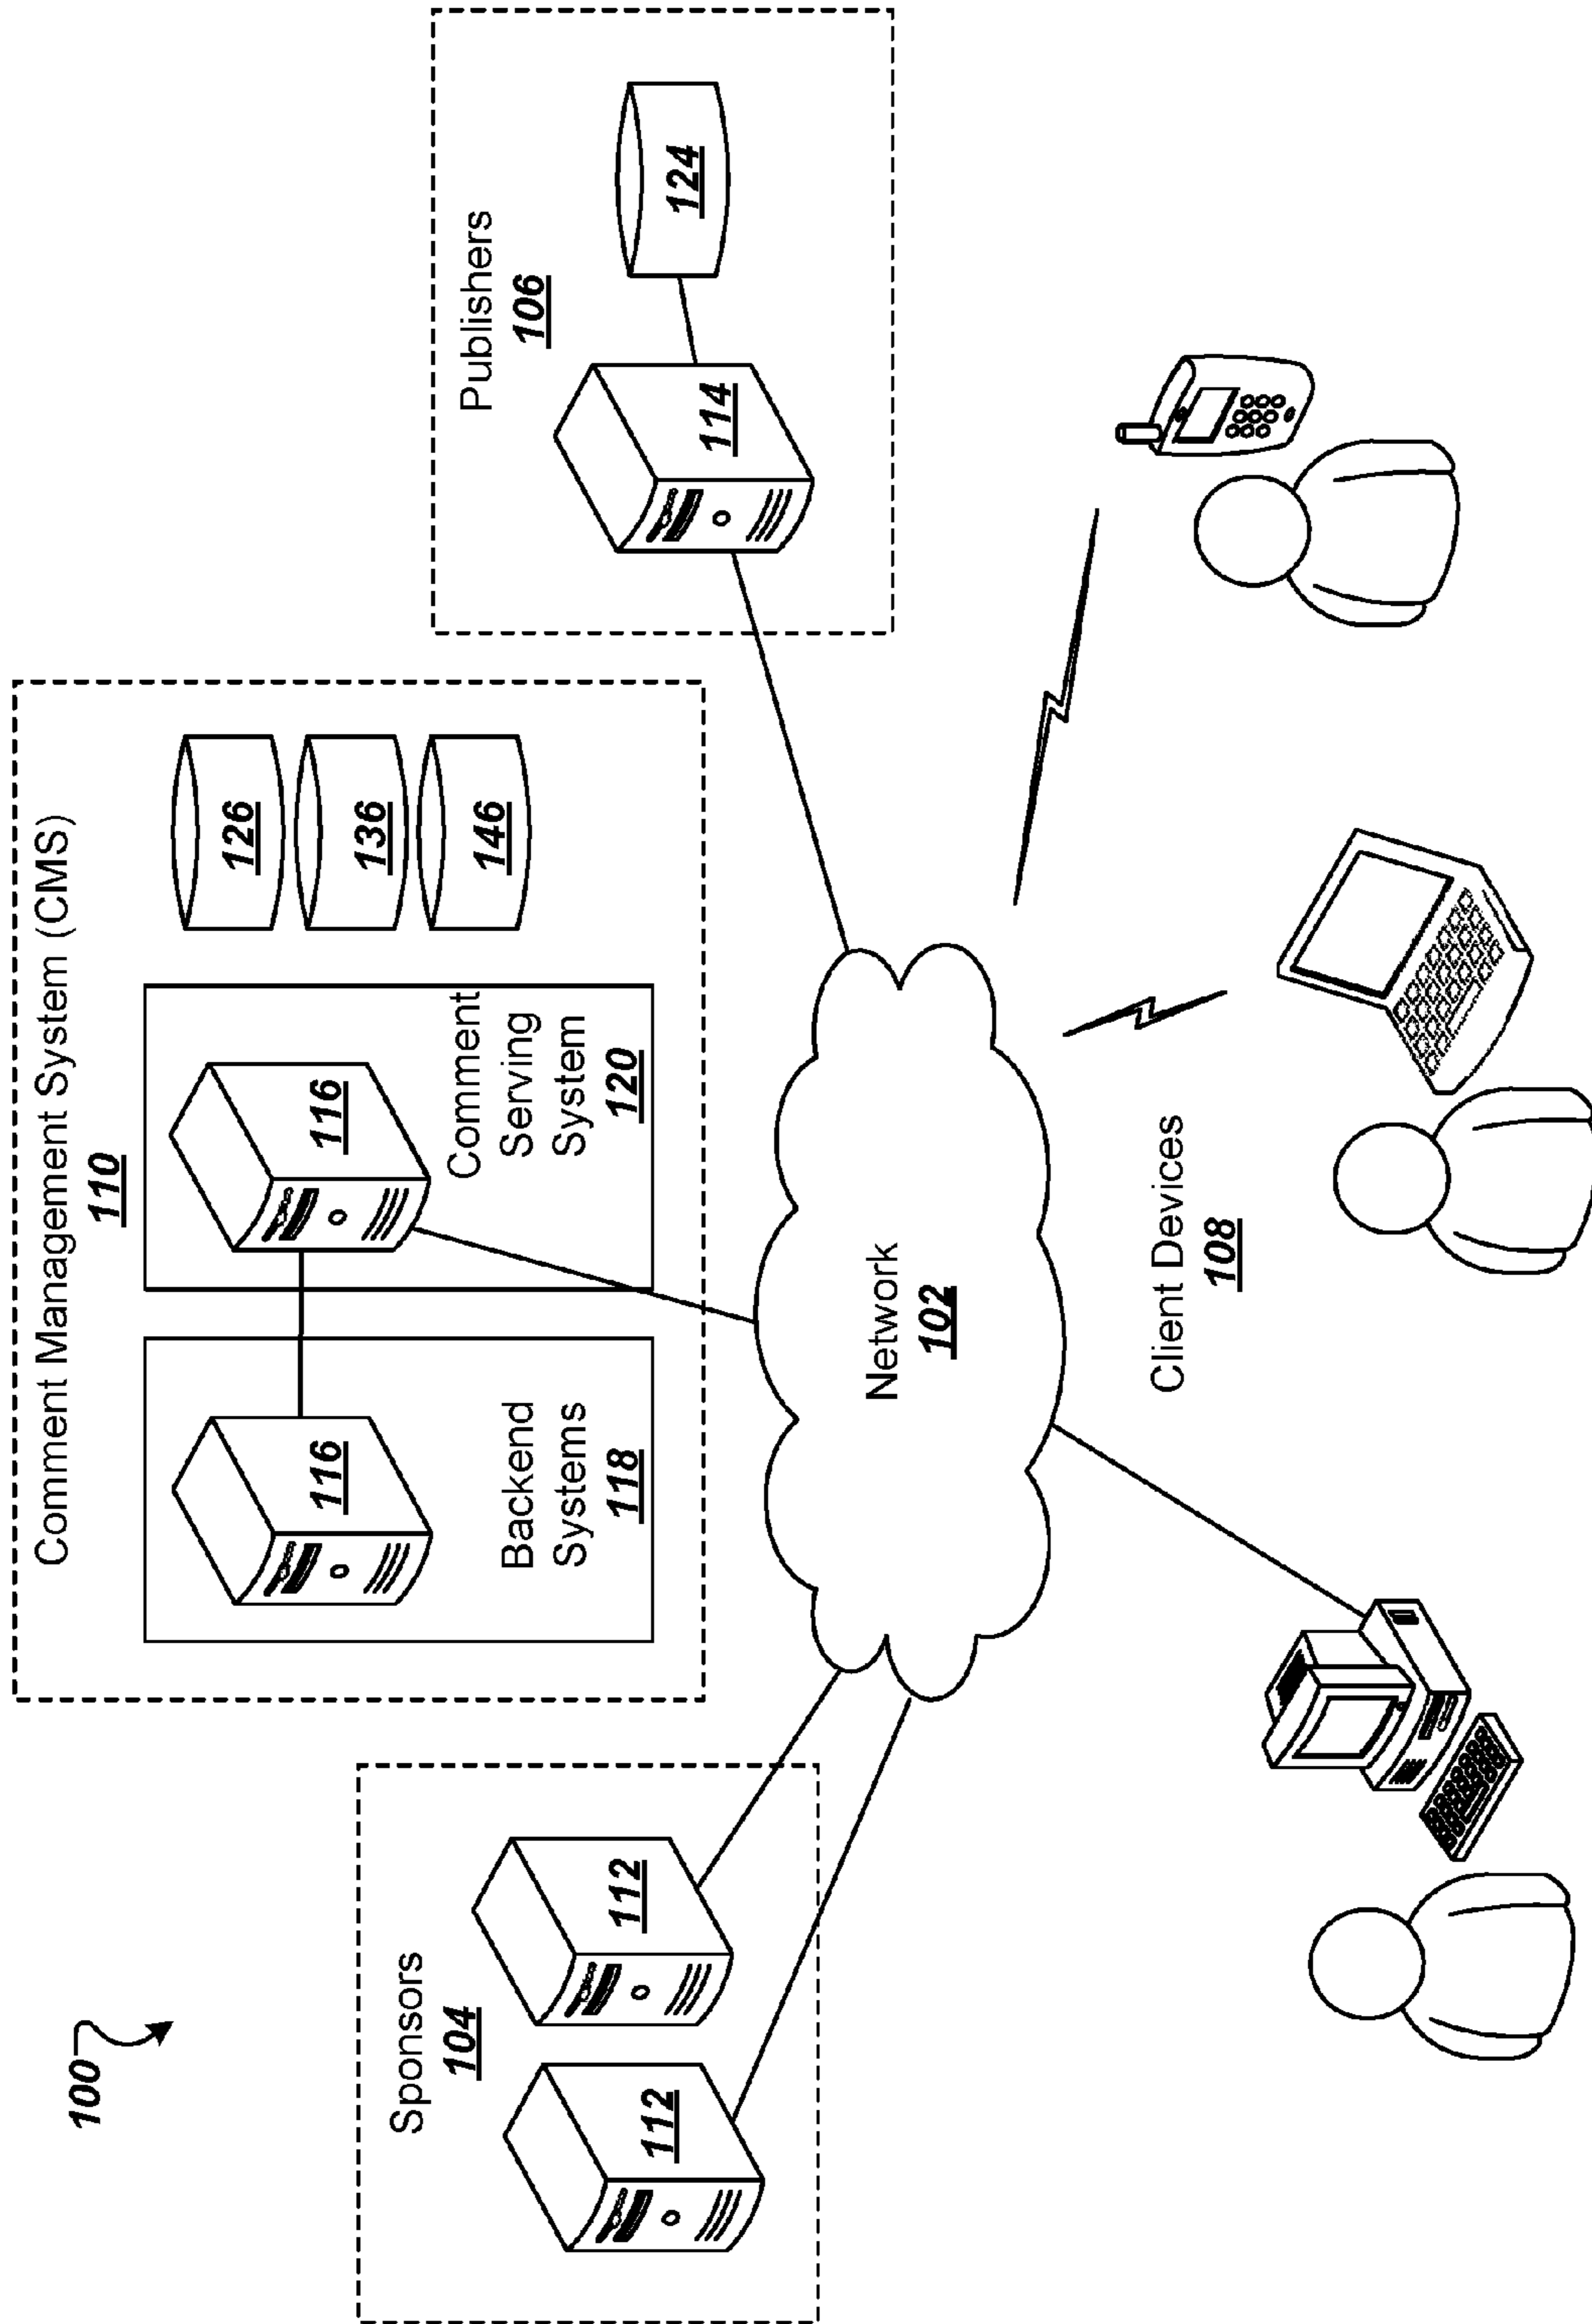 100
Comment Management System (CMS)
110
116
Backend
Systems
118
116
Comment
Serving
System
120
126
136
146
Sponsors
104
112
112
Publishers
106
114
124
Network
102
Client Devices
108